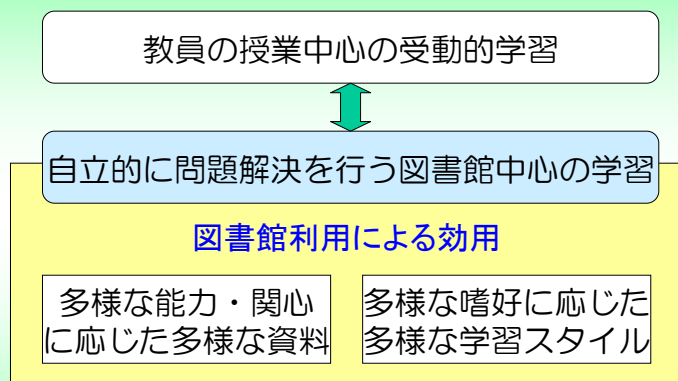 教員の授業中心の受動的学習
自立的に問題解決を行う図書館中心の学習
図書館利用による効用
多様な能力・関心
に応じた多様な資料
多様な嗜好に応じた
多様な学習スタイル